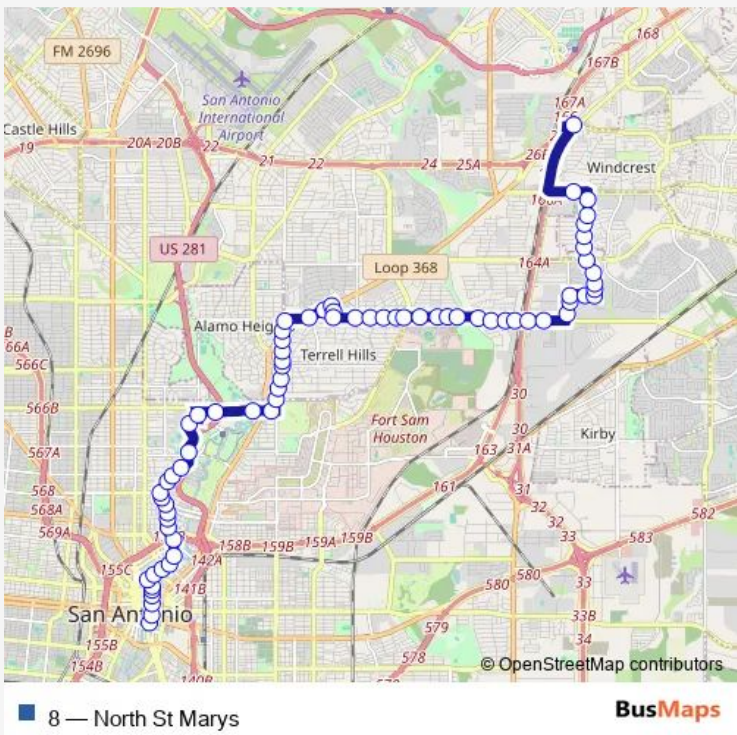 FM 2696
168
167B
San Antonio
International
Airport
167A
Castle Hills
19
20A 20B
22
21
22
24
25A
26B
Windcrest
US 281
164A
Loop 368
Alamo Heig
Terrell Hills
66A
566C
566B
Fort Sam
Houston
30
30
31A
Kirby
567A
163
161
31
568
568A
569A
32
32
33
582
583
155C
142A
158B
159B
159A
159B
580
580
33
141B
San Antonio
579
33B
155B
578
34
154B
140B
© OpenStreetMap contributors
8 — North St Marys
BusMaps